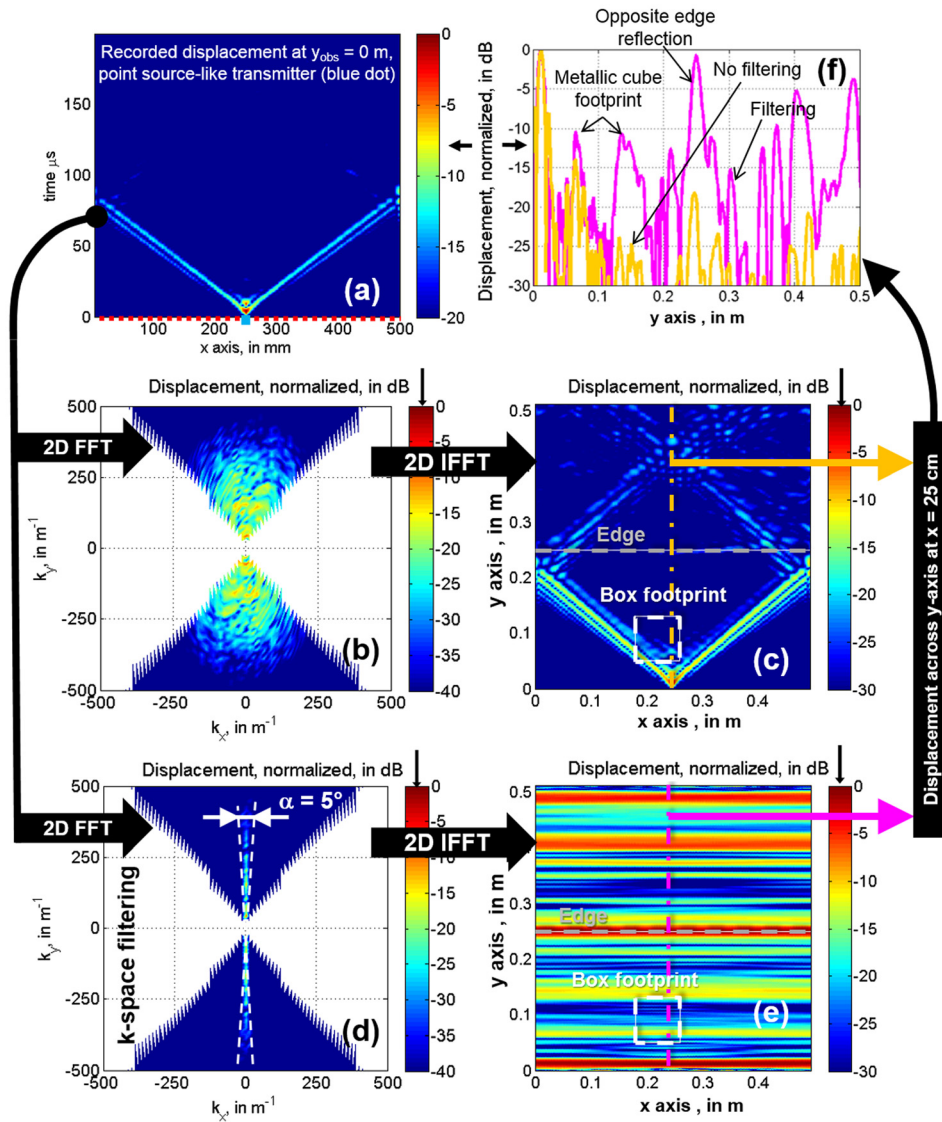 Recorded displacement at y_obs = 0 m,
point source-like transmitter (blue dot)
time μs
150
100
50
0
100 200 300 400 500
x axis, in mm
(a)
0
-5
-10
-15
-20
Displacement, normalized, in dB
Opposite edge
reflection
No filtering
Metallic cube
footprint
Filtering
(f)
0
-5
-10
-15
-20
-25
-30
0 0.1 0.2 0.3 0.4 0.5
y axis , in m
Displacement, normalized, in dB
2D FFT
500
250
0
-250
-500
k_y, in m⁻¹
-500 -250 0 250 500
k_x, in m⁻¹
(b)
0
-5
-10
-15
-20
-25
-30
-35
-40
2D IFFT
Displacement, normalized, in dB
0.5
0.4
0.3
0.2
0.1
0
y axis , in m
Edge
Box footprint
(c)
0 0.1 0.2 0.3 0.4
x axis , in m
0
-5
-10
-15
-20
-25
-30
Displacement across y-axis at x = 25 cm
Displacement, normalized, in dB
2D FFT
α = 5°
500
250
0
-250
-500
k_y, in m⁻¹
k-space filtering
(d)
-500 -250 0 250 500
k_x, in m⁻¹
0
-5
-10
-15
-20
-25
-30
-35
-40
2D IFFT
Displacement, normalized, in dB
0.5
0.4
0.3
0.2
0.1
0
y axis , in m
Edge
Box footprint
(e)
0 0.1 0.2 0.3 0.4
x axis , in m
0
-5
-10
-15
-20
-25
-30